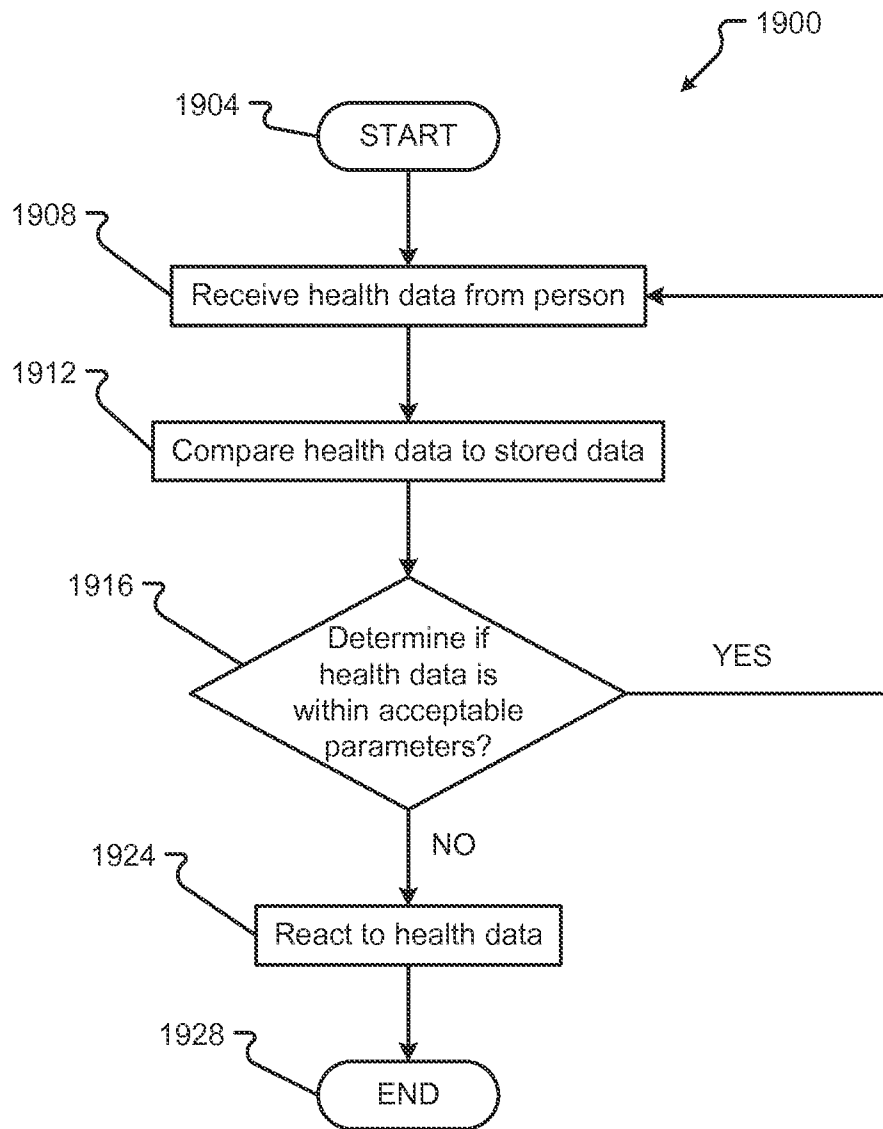 1900
1904
START
1908
Receive health data from person
1912
Compare health data to stored data
1916
Determine if
health data is
within acceptable
parameters?
YES
NO
1924
React to health data
1928
END